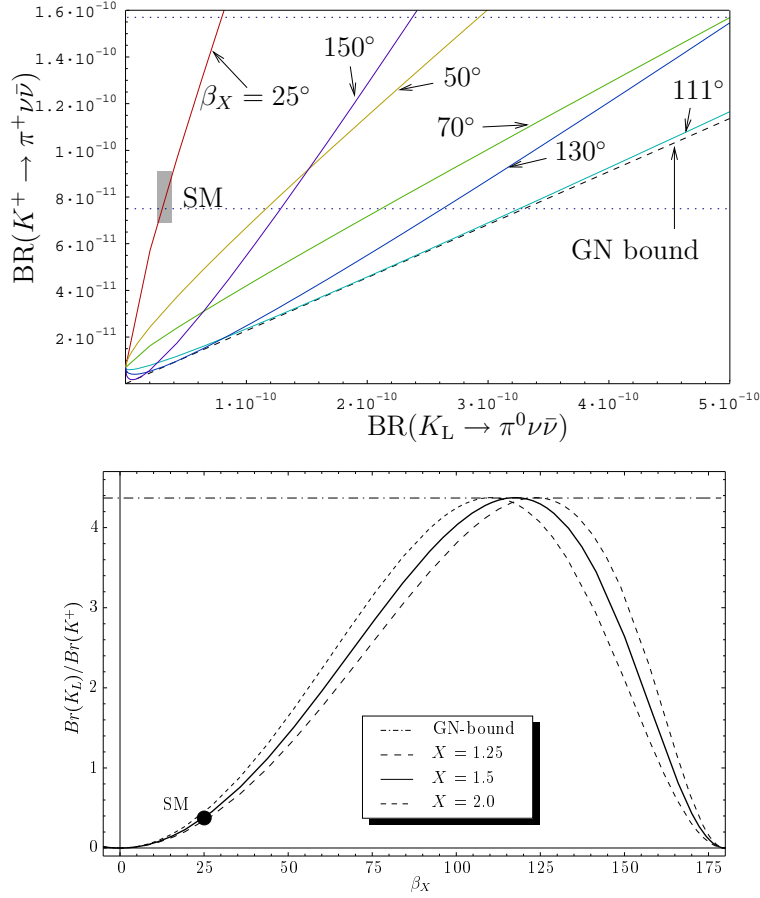 1.6·10⁻¹⁰
1.4·10⁻¹⁰
1.2·10⁻¹⁰
1·10⁻¹⁰
8·10⁻¹¹
6·10⁻¹¹
4·10⁻¹¹
2·10⁻¹¹
BR(K⁺ → π⁺νν̄)
150°
50°
β_X = 25°
111°
70°
130°
SM
GN bound
1·10⁻¹⁰ 2·10⁻¹⁰ 3·10⁻¹⁰ 4·10⁻¹⁰ 5·10⁻¹⁰
BR(K_L → π⁰νν̄)
4
3
2
1
0
Br(K_L)/Br(K⁺)
SM
GN-bound
X = 1.25
X = 1.5
X = 2.0
0 25 50 75 100 125 150 175
β_X